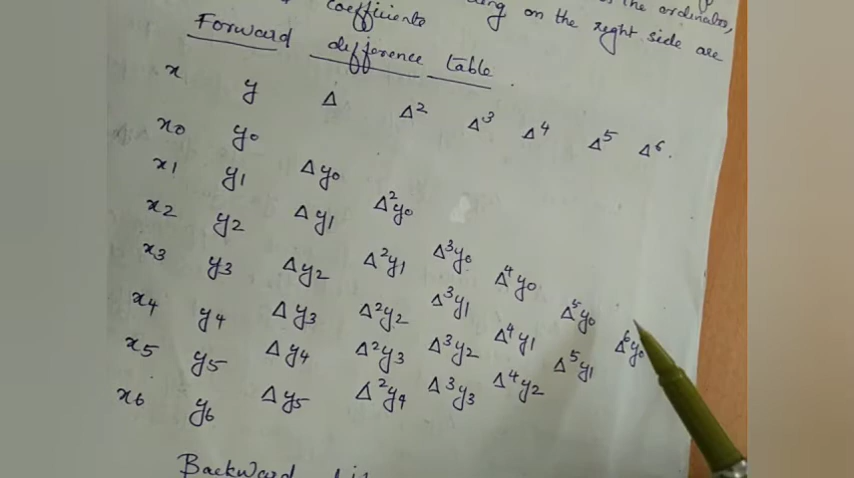 coefficients on the right side are
the ordinates,
Forward difference table.
x y Δ Δ² Δ³ Δ⁴ Δ⁵ Δ⁶.
x₀ y₀
x₁ y₁ Δy₀
x₂ y₂ Δy₁ Δ²y₀
x₃ y₃ Δy₂ Δ²y₁ Δ³y₀
x₄ y₄ Δy₃ Δ²y₂ Δ³y₁ Δ⁴y₀
x₅ y₅ Δy₄ Δ²y₃ Δ³y₂ Δ⁴y₁ Δ⁵y₀
x₆ y₆ Δy₅ Δ²y₄ Δ³y₃ Δ⁴y₂ Δ⁵y₁ Δ⁶y₀
Backward